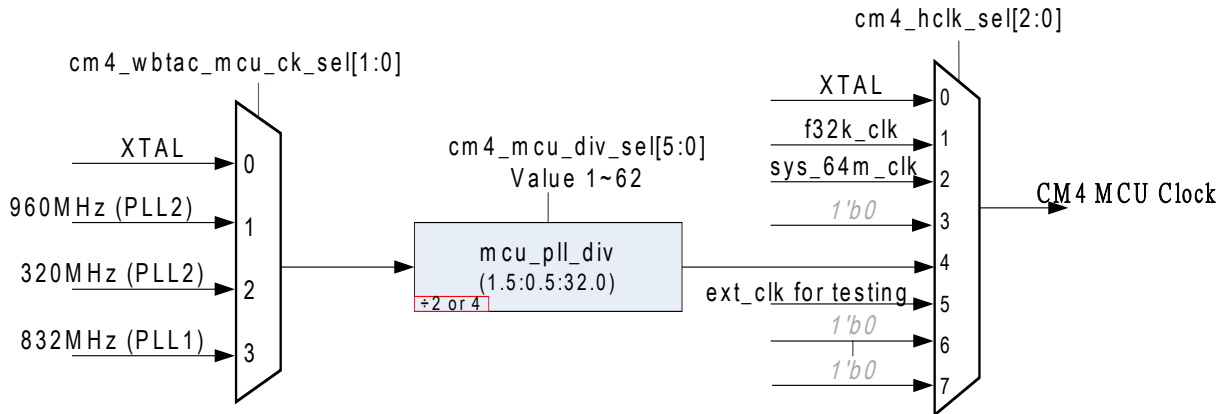 cm4_hclk_sel[2:0]
cm4_wbtac_mcu_ck_sel[1:0]
XTAL
0
960MHz (PLL2)
1
320MHz (PLL2)
2
832MHz (PLL1)
3
cm4_mcu_div_sel[5:0]
Value 1~62
mcu_pll_div
(1.5:0.5:32.0)
÷2 or 4
XTAL
0
f32k_clk
1
sys_64m_clk
2
1'b0
3
4
ext_clk for testing
5
1'b0
6
1'b0
7
CM4 MCU Clock